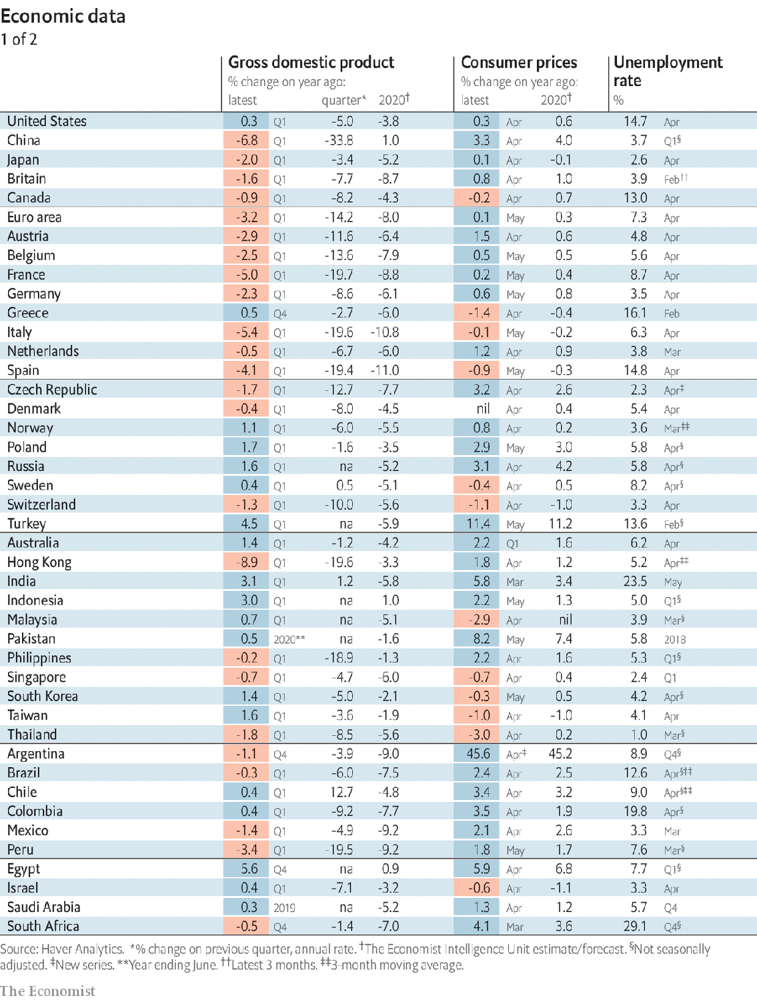 Economic data
1 of 2
Gross domestic product Consumer prices Unemployment
% change on year ago: % change on year ago: rate
latest quarter* 2020† latest 2020† %
United States 0.3 Q1 -5.0 -3.8 0.3 Apr 0.6 14.7 Apr
China -6.8 Q1 -33.8 1.0 3.3 Apr 4.0 3.7 Q1§
Japan -2.0 Q1 -3.4 -5.2 0.1 Apr -0.1 2.6 Apr
Britain -1.6 Q1 -7.7 -8.7 0.8 Apr 1.0 3.9 Feb††
Canada -0.9 Q1 -8.2 -4.3 -0.2 Apr 0.7 13.0 Apr
Euro area -3.2 Q1 -14.2 -8.0 0.1 May 0.3 7.3 Apr
Austria -2.9 Q1 -11.6 -6.4 1.5 Apr 0.6 4.8 Apr
Belgium -2.5 Q1 -13.6 -7.9 0.5 May 0.5 5.6 Apr
France -5.0 Q1 -19.7 -8.8 0.2 May 0.4 8.7 Apr
Germany -2.3 Q1 -8.6 -6.1 0.6 May 0.8 3.5 Apr
Greece 0.5 Q4 -2.7 -6.0 -1.4 Apr -0.4 16.1 Feb
Italy -5.4 Q1 -19.6 -10.8 -0.1 May -0.2 6.3 Apr
Netherlands -0.5 Q1 -6.7 -6.0 1.2 Apr 0.9 3.8 Mar
Spain -4.1 Q1 -19.4 -11.0 -0.9 May -0.3 14.8 Apr
Czech Republic -1.7 Q1 -12.7 -7.7 3.2 Apr 2.6 2.3 Apr‡
Denmark -0.4 Q1 -8.0 -4.5 nil Apr 0.4 5.4 Apr
Norway 1.1 Q1 -6.0 -5.5 0.8 Apr 0.2 3.6 Mar‡‡
Poland 1.7 Q1 -1.6 -3.5 2.9 May 3.0 5.8 Apr§
Russia 1.6 Q1 na -5.2 3.1 Apr 4.2 5.8 Apr§
Sweden 0.4 Q1 0.5 -5.1 -0.4 Apr 0.5 8.2 Apr§
Switzerland -1.3 Q1 -10.0 -5.6 -1.1 Apr -1.0 3.3 Apr
Turkey 4.5 Q1 na -5.9 11.4 May 11.2 13.6 Feb§
Australia 1.4 Q1 -1.2 -4.2 2.2 Q1 1.6 6.2 Apr
Hong Kong -8.9 Q1 -19.6 -3.3 1.8 Apr 1.2 5.2 Apr‡‡
India 3.1 Q1 1.2 -5.8 5.8 Mar 3.4 23.5 May
Indonesia 3.0 Q1 na 1.0 2.2 May 1.3 5.0 Q1§
Malaysia 0.7 Q1 na -5.1 -2.9 Apr nil 3.9 Mar§
Pakistan 0.5 2020** na -1.6 8.2 May 7.4 5.8 2018
Philippines -0.2 Q1 -18.9 -1.3 2.2 Apr 1.6 5.3 Q1§
Singapore -0.7 Q1 -4.7 -6.0 -0.7 Apr 0.4 2.4 Q1
South Korea 1.4 Q1 -5.0 -2.1 -0.3 May 0.5 4.2 Apr§
Taiwan 1.6 Q1 -3.6 -1.9 -1.0 Apr -1.0 4.1 Apr
Thailand -1.8 Q1 -8.5 -5.6 -3.0 Apr 0.2 1.0 Mar§
Argentina -1.1 Q4 -3.9 -9.0 45.6 Apr‡ 45.2 8.9 Q4§
Brazil -0.3 Q1 -6.0 -7.5 2.4 Apr 2.5 12.6 Apr§‡‡
Chile 0.4 Q1 12.7 -4.8 3.4 Apr 3.2 9.0 Apr§‡‡
Colombia 0.4 Q1 -9.2 -7.7 3.5 Apr 1.9 19.8 Apr§
Mexico -1.4 Q1 -4.9 -9.2 2.1 Apr 2.6 3.3 Mar
Peru -3.4 Q1 -19.5 -9.2 1.8 May 1.7 7.6 Mar§
Egypt 5.6 Q4 na 0.9 5.9 Apr 6.8 7.7 Q1§
Israel 0.4 Q1 -7.1 -3.2 -0.6 Apr -1.1 3.3 Apr
Saudi Arabia 0.3 2019 na -5.2 1.3 Apr 1.2 5.7 Q4
South Africa -0.5 Q4 -1.4 -7.0 4.1 Mar 3.6 29.1 Q4§
Source: Haver Analytics. *% change on previous quarter, annual rate. †The Economist Intelligence Unit estimate/forecast. §Not seasonally
adjusted. ‡New series. **Year ending June. ††Latest 3 months. ‡‡3-month moving average.
The Economist